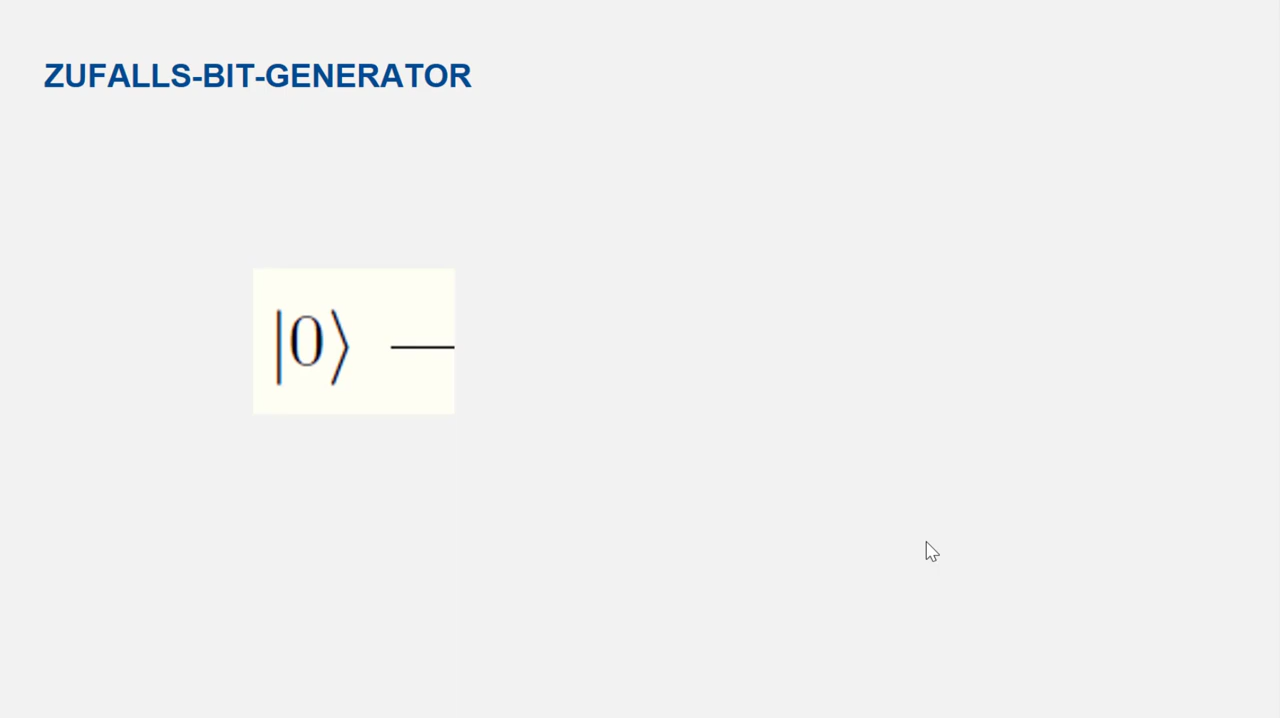 ZUFALLS-BIT-GENERATOR
|0⟩ —